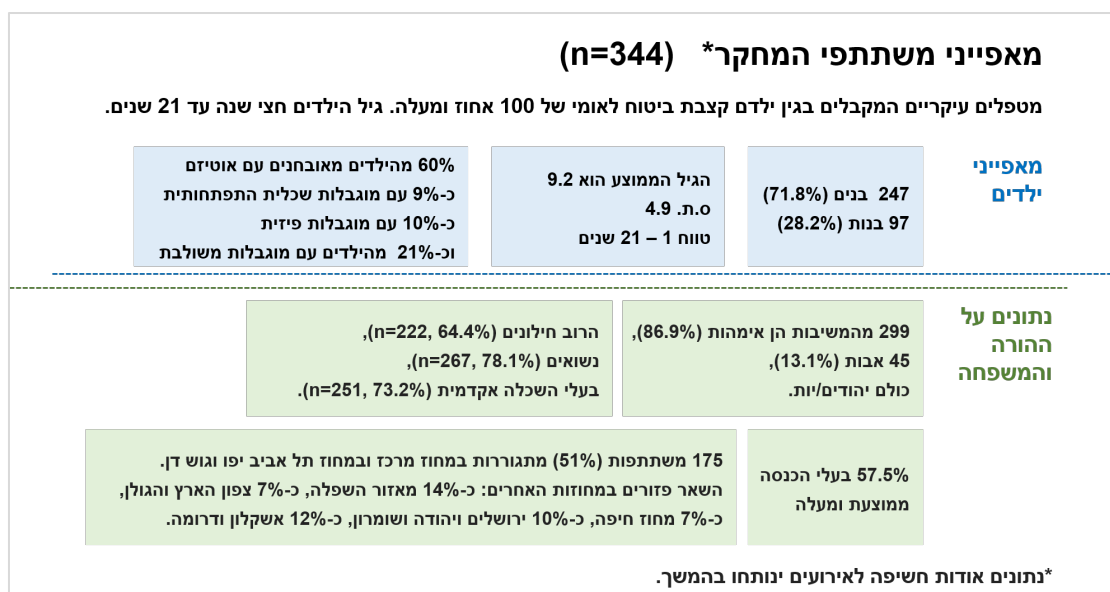 מאפייני משתתפי המחקר* (n=344)
מטפלים עיקריים המקבלים בגין ילדם קצבת ביטוח לאומי של 100 אחוז ומעלה. גיל הילדים חצי שנה עד 21 שנים.
מאפייני
ילדים
247 בנים (71.8%)
97 בנות (28.2%)
הגיל הממוצע הוא 9.2
ס.ת. 4.9
טווח 1 – 21 שנים
60% מהילדים מאובחנים עם אוטיזם
כ-9% עם מוגבלות שכלית התפתחותית
כ-10% עם מוגבלות פיזית
וכ-21% מהילדים עם מוגבלות משולבת
נתונים על
ההורה
והמשפחה
299 מהמשיבות הן אימהות (86.9%),
45 אבות (13.1%),
כולם יהודים/יות.
הרוב חילונים (n=222, 64.4%),
נשואים (n=267, 78.1%),
בעלי השכלה אקדמית (n=251, 73.2%).
57.5% בעלי הכנסה
ממוצעת ומעלה
175 משתתפות (51%) מתגוררות במחוז מרכז ובמחוז תל אביב יפו וגוש דן.
השאר פזורים במחוזות האחרים: כ-14% מאזור השפלה, כ-7% צפון הארץ והגולן,
כ-7% מחוז חיפה, כ-10% ירושלים ויהודה ושומרון, כ-12% אשקלון ודרומה.
*נתונים אודות חשיפה לאירועים ינותחו בהמשך.